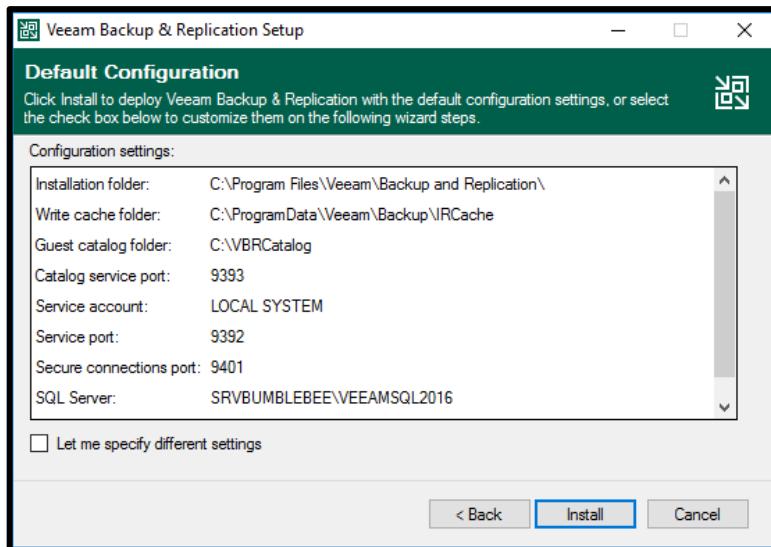 Veeam Backup & Replication Setup
Default Configuration
Click Install to deploy Veeam Backup & Replication with the default configuration settings, or select
the check box below to customize them on the following wizard steps.
Configuration settings:
Installation folder: C:\Program Files\Veeam\Backup and Replication\
Write cache folder: C:\ProgramData\Veeam\Backup\IRCache
Guest catalog folder: C:\VBRCatalog
Catalog service port: 9393
Service account: LOCAL SYSTEM
Service port: 9392
Secure connections port: 9401
SQL Server: SRVBUMBLEBEE\VEEAMSQL2016
Let me specify different settings
< Back Install Cancel